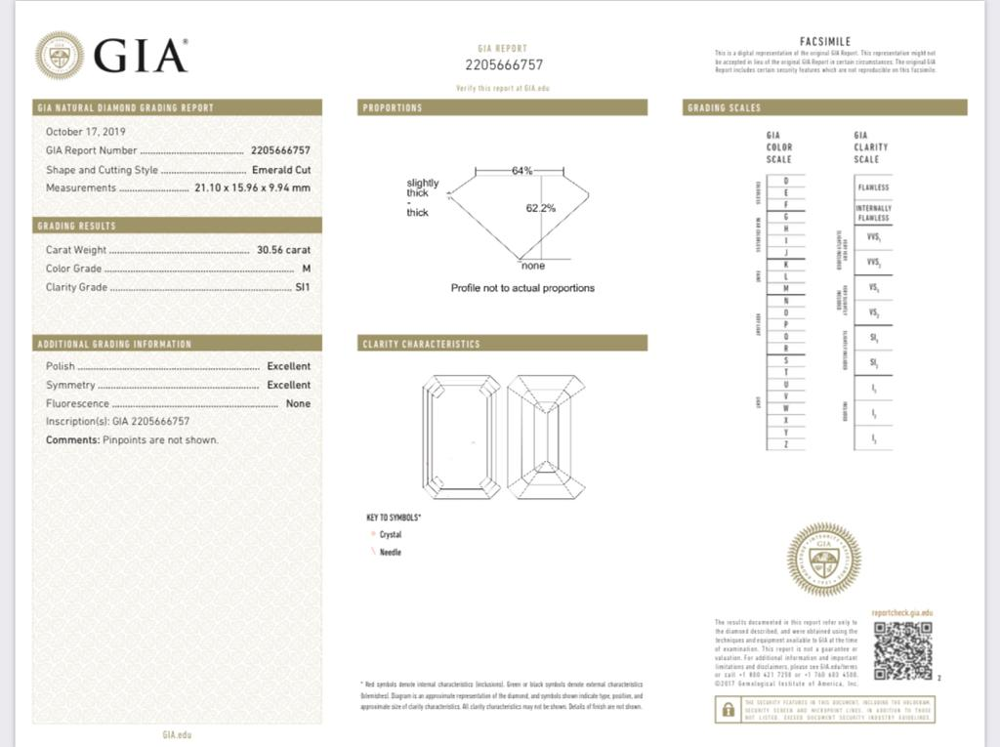 GIA®
GIA REPORT
2205666757
Verify this report at GIA.edu
FACSIMILE
This is a digital representation of the original GIA Report. This representation might not
be accepted in lieu of the original GIA Report in certain circumstances. The original GIA
Report includes certain security features which are not reproducible on this facsimile.
GIA NATURAL DIAMOND GRADING REPORT
October 17, 2019
GIA Report Number 2205666757
Shape and Cutting Style Emerald Cut
Measurements 21.10 x 15.96 x 9.94 mm
GRADING RESULTS
Carat Weight 30.56 carat
Color Grade M
Clarity Grade SI1
ADDITIONAL GRADING INFORMATION
Polish Excellent
Symmetry Excellent
Fluorescence None
Inscription(s): GIA 2205666757
Comments: Pinpoints are not shown.
GIA.edu
PROPORTIONS
64%
slightly
thick
-
thick
62.2%
none
Profile not to actual proportions
CLARITY CHARACTERISTICS
KEY TO SYMBOLS*
Crystal
Needle
* Red symbols denote internal characteristics (inclusions). Green or black symbols denote external characteristics
(blemishes). Diagram is an approximate representation of the diamond, and symbols shown indicate type, position, and
approximate size of clarity characteristics. All clarity characteristics may not be shown. Details of finish are not shown.
GRADING SCALES
GIA
COLOR
SCALE
COLORLESS
D
E
F
NEAR COLORLESS
G
H
I
J
FAINT
K
L
M
VERY LIGHT
N
O
P
Q
R
LIGHT
S
T
U
V
W
X
Y
Z
GIA
CLARITY
SCALE
FLAWLESS
INTERNALLY
FLAWLESS
VERY VERY
SLIGHTLY INCLUDED
VVS1
VVS2
VERY SLIGHTLY
INCLUDED
VS1
VS2
SLIGHTLY INCLUDED
SI1
SI2
INCLUDED
I1
I2
I3
GIA
reportcheck.gia.edu
The results documented in this report refer only to
the diamond described, and were obtained using the
techniques and equipment available to GIA at the time
of examination. This report is not a guarantee or
valuation. For additional information and important
limitations and disclaimers, please see GIA.edu/terms
or call +1 800 421 7250 or +1 760 603 4500.
©2017 Gemological Institute of America, Inc.
2
THE SECURITY FEATURES IN THIS DOCUMENT, INCLUDING THE HOLOGRAM,
SECURITY SCREEN AND MICROPRINT LINES, IN ADDITION TO THOSE
NOT LISTED, EXCEED DOCUMENT SECURITY INDUSTRY GUIDELINES.